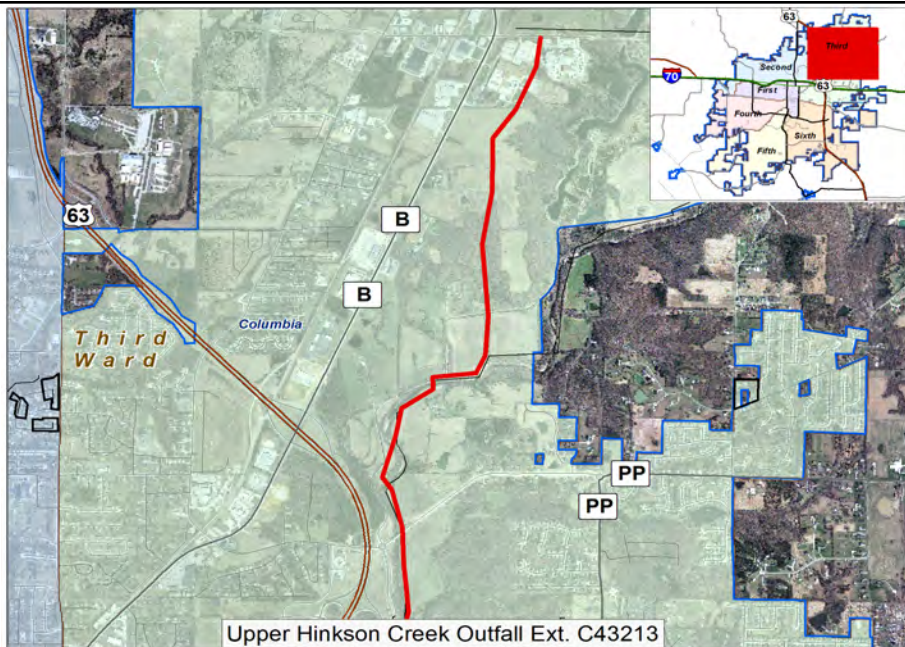 63
Third
Second
70
63
First
Fourth
Sixth
Fifth
63
B
B
Columbia
Third
Ward
PP
PP
Upper Hinkson Creek Outfall Ext. C43213